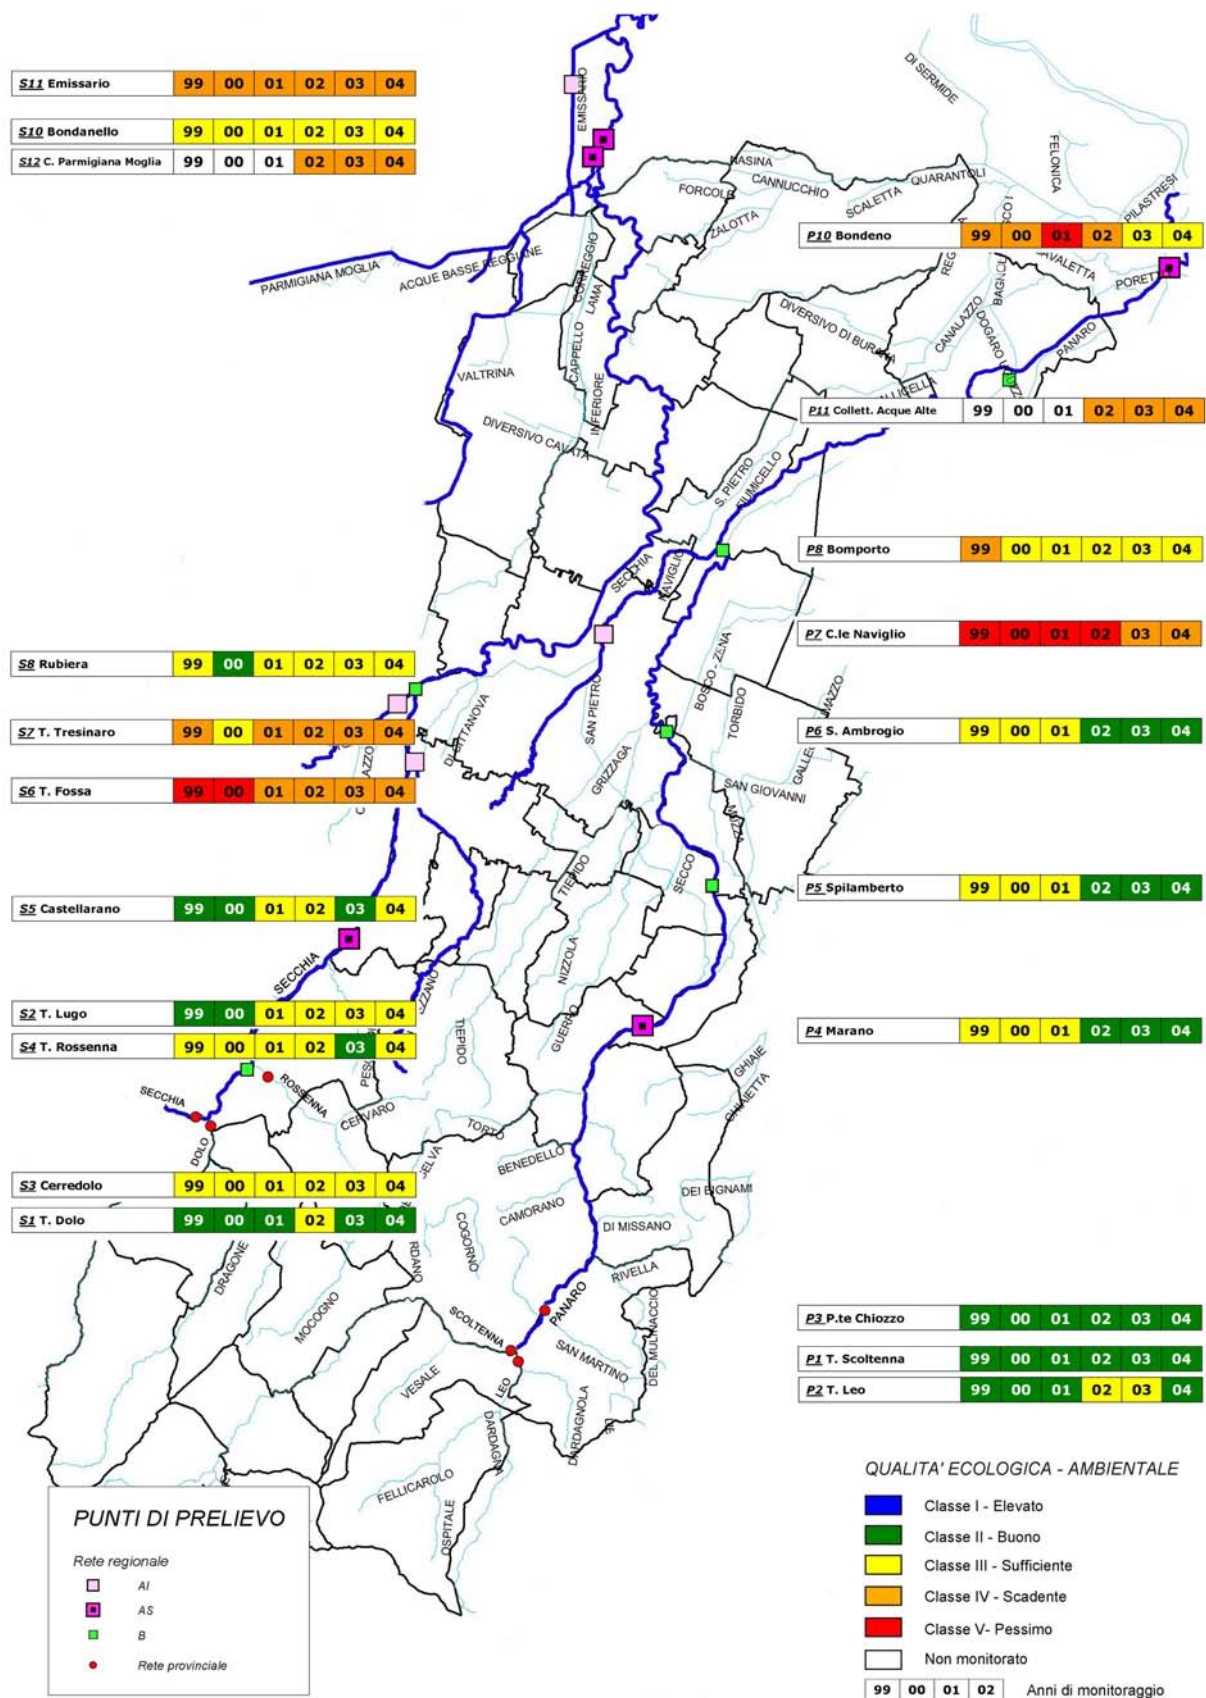 S11 Emissario 99 00 01 02 03 04
S10 Bondanello 99 00 01 02 03 04
S12 C. Parmigiana Moglia 99 00 01 02 03 04
EMISSARIO
DI SERMIDE
FELONICA
PILASTRESI
NASINA
CANNUCCHIO
QUARANTOLI
FORCOLE
SCALETTA
ZALOTTA
P10 Bondeno 99 00 01 02 03 04
PARMIGIANA MOGLIA
ACQUE BASSE REGGIANE
CORREGGIO
LAMA
CAPPELLO
INFERIORE
VALTRINA
DIVERSIVO CAVATA
DIVERSIVO DI BURANA
CANALAZZO
DOGARO
PANARO
P11 Collett. Acque Alte 99 00 01 02 03 04
S. PIETRO
FIUMICELLO
P8 Bomporto 99 00 01 02 03 04
SECCHIA
NAVIGLIO
P7 C.le Naviglio 99 00 01 02 03 04
S8 Rubiera 99 00 01 02 03 04
BOSCO - ZENA
TORBIDO
SAN PIETRO
S7 T. Tresinaro 99 00 01 02 03 04
P6 S. Ambrogio 99 00 01 02 03 04
GRIZZAGA
SAN GIOVANNI
S6 T. Fossa 99 00 01 02 03 04
MUZZA
TIEPIDO
SECCO
P5 Spilamberto 99 00 01 02 03 04
S5 Castellarano 99 00 01 02 03 04
NIZZOLA
SECCHIA
S2 T. Lugo 99 00 01 02 03 04
S4 T. Rossenna 99 00 01 02 03 04
TIEPIDO
GUERRO
P4 Marano 99 00 01 02 03 04
GHIAIE
GHIAIETTA
SECCHIA
ROSSENNA
CERVARO
TORTO
DOLO
BENEDELLO
S3 Cerredolo 99 00 01 02 03 04
DEI BIGNAMI
S1 T. Dolo 99 00 01 02 03 04
CAMORANO
DI MISSANO
COGORNO
DRAGONE
RIVELLA
MOCOGNO
SCOLTENNA
PANARO
DEL MULINACCIO
P3 P.te Chiozzo 99 00 01 02 03 04
SAN MARTINO
P1 T. Scoltenna 99 00 01 02 03 04
VESALE
LEO
P2 T. Leo 99 00 01 02 03 04
DARDAGNOLA
DARDAGNA
FELLICAROLO
OSPITALE
PUNTI DI PRELIEVO
Rete regionale
AI
AS
B
Rete provinciale
QUALITA' ECOLOGICA - AMBIENTALE
Classe I - Elevato
Classe II - Buono
Classe III - Sufficiente
Classe IV - Scadente
Classe V- Pessimo
Non monitorato
99 00 01 02 Anni di monitoraggio